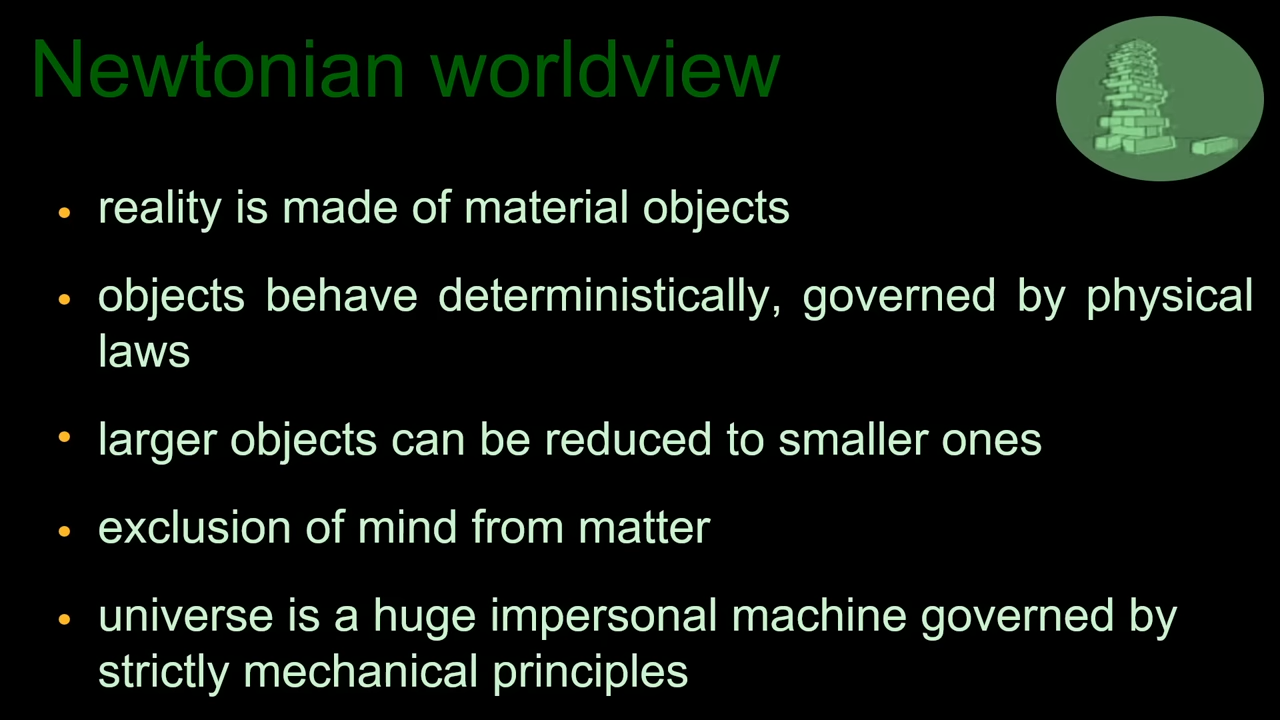 Newtonian worldview
• reality is made of material objects
• objects behave deterministically, governed by physical
laws
• larger objects can be reduced to smaller ones
• exclusion of mind from matter
• universe is a huge impersonal machine governed by
strictly mechanical principles